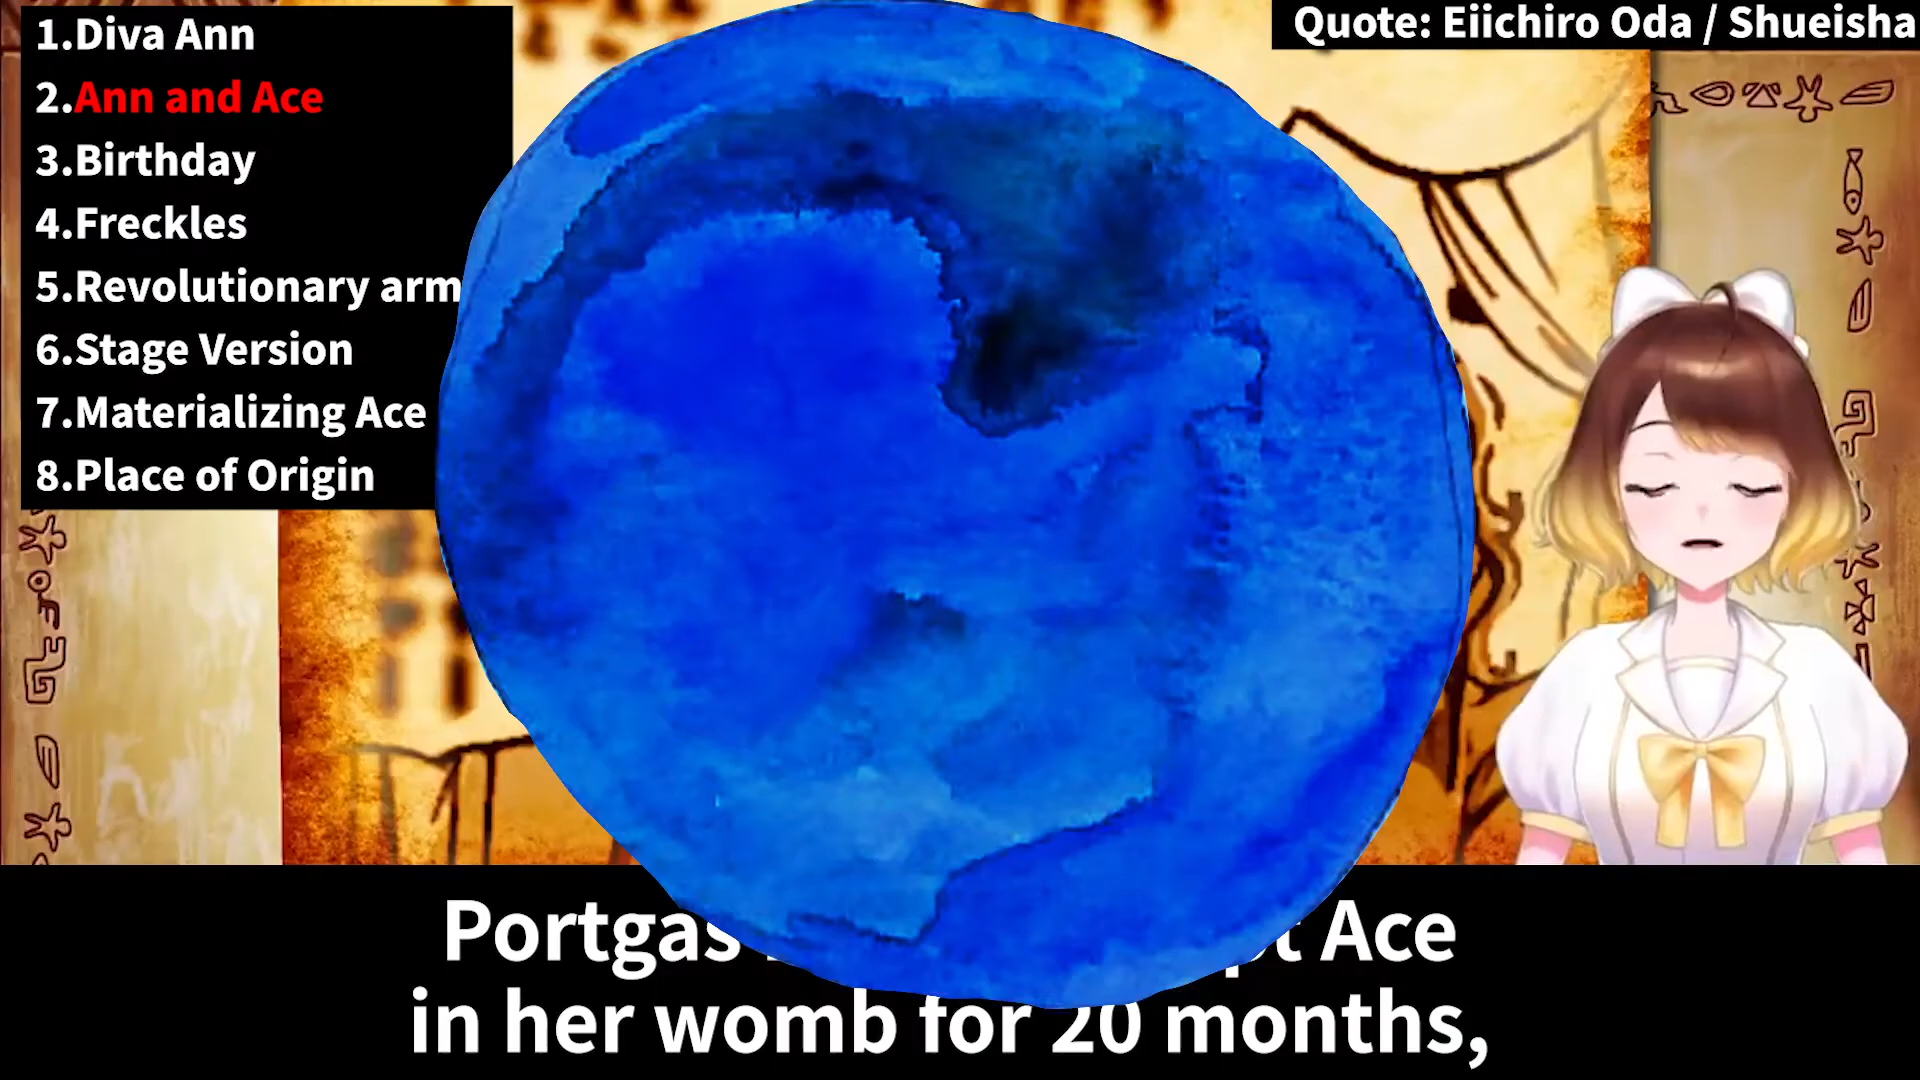 1.Diva Ann
2.Ann and Ace
3.Birthday
4.Freckles
5.Revolutionary arm
6.Stage Version
7.Materializing Ace
8.Place of Origin
Quote: Eiichiro Oda / Shueisha
Portgas Ace
in her womb for 20 months,